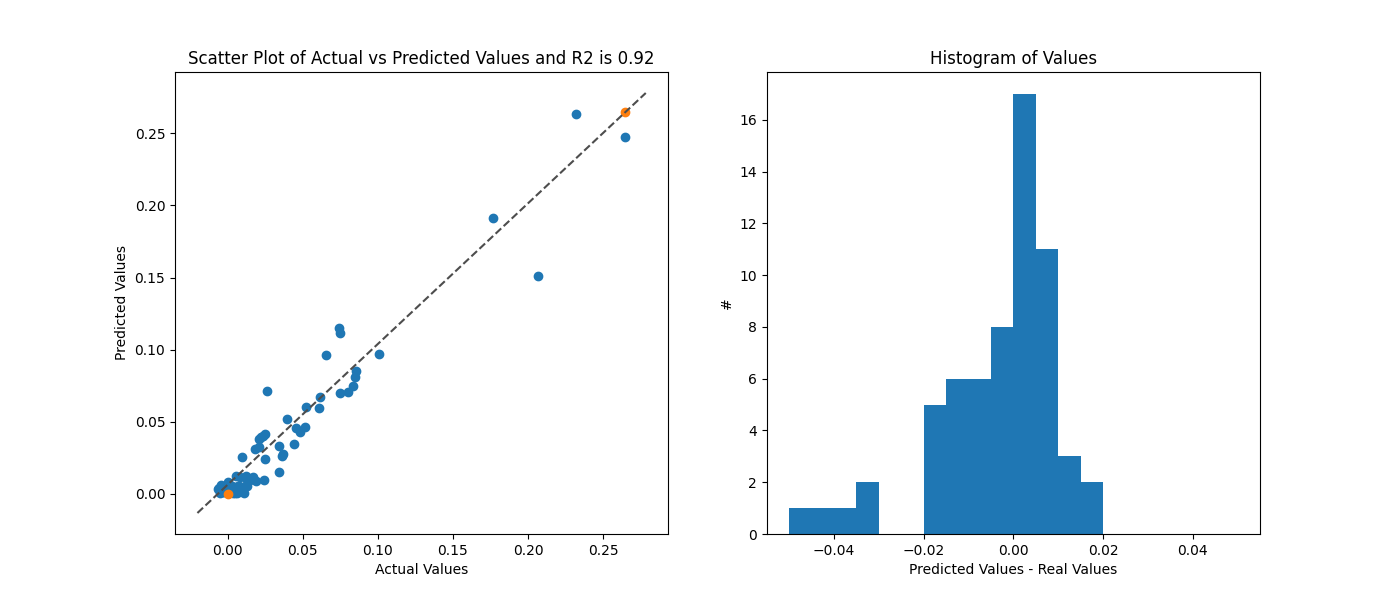 Scatter Plot of Actual vs Predicted Values and R2 is 0.92
Predicted Values
0.25
0.20
0.15
0.10
0.05
0.00
0.00 0.05 0.10 0.15 0.20 0.25
Actual Values
Histogram of Values
#
16
14
12
10
8
6
4
2
0
−0.04 −0.02 0.00 0.02 0.04
Predicted Values - Real Values